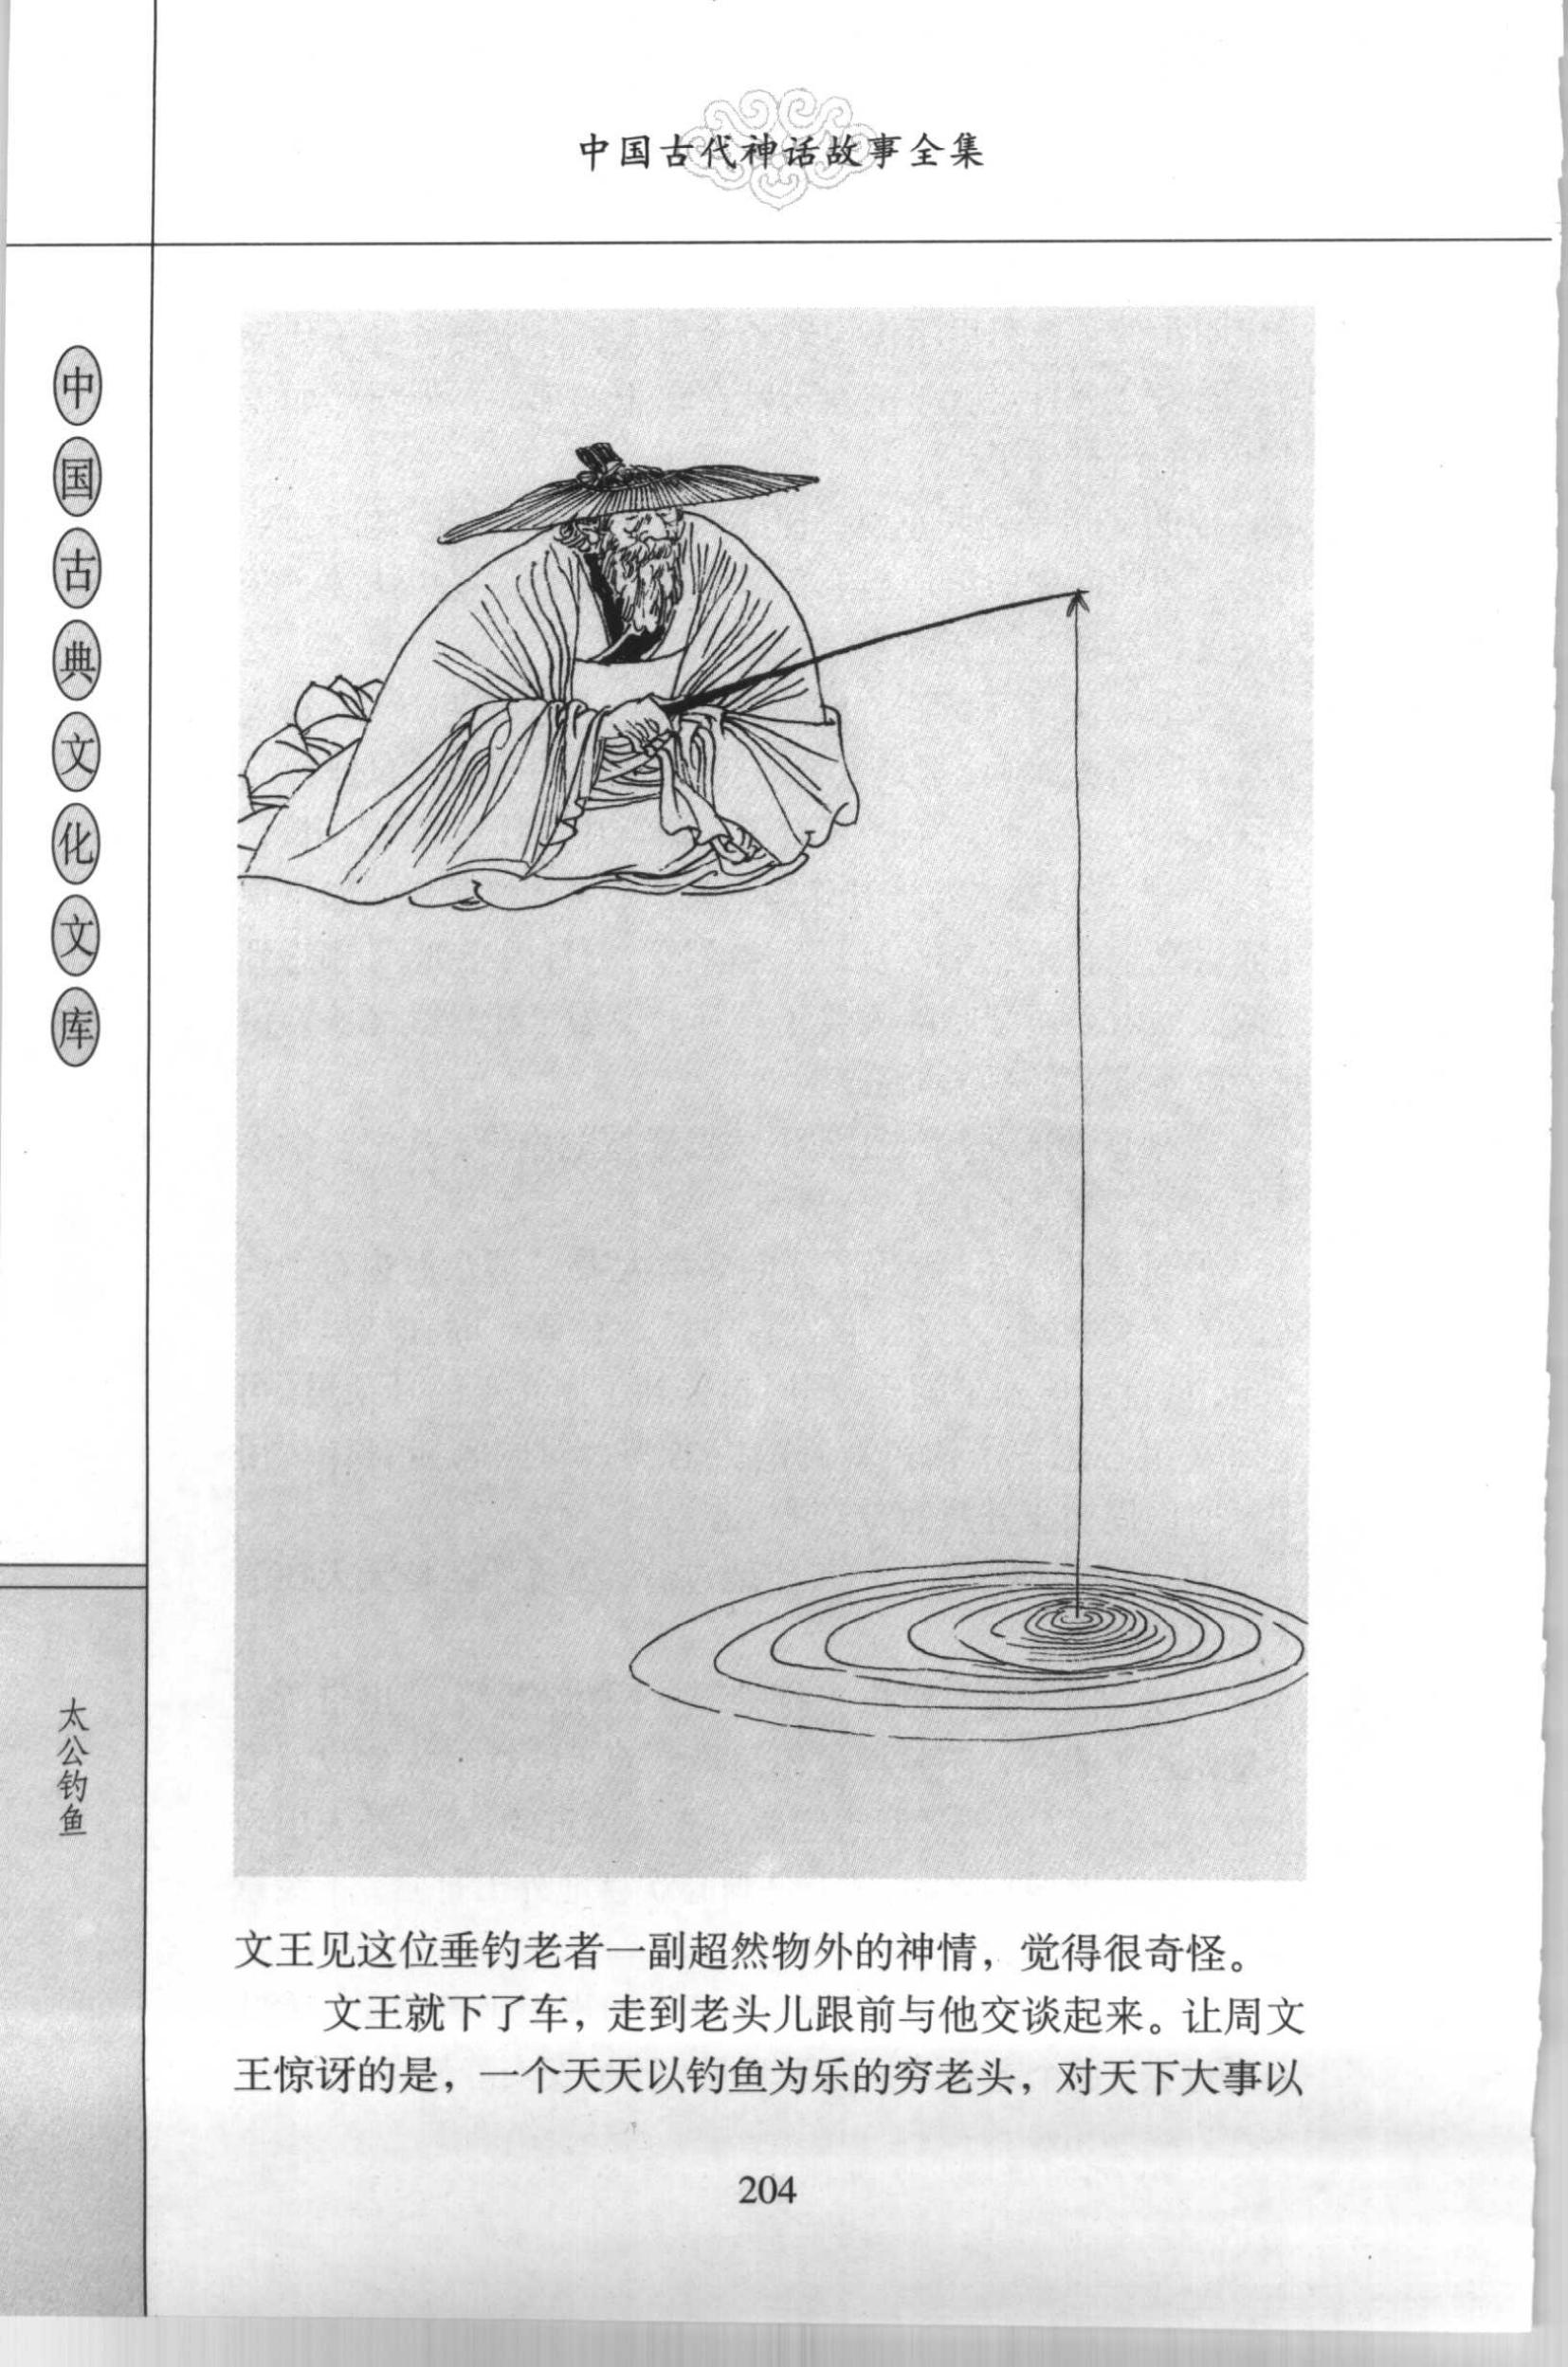 中国古代神话故事全集
中国古典文化文库
太公钓鱼
文王见这位垂钓老者一副超然物外的神情，觉得很奇怪。
文王就下了车，走到老头儿跟前与他交谈起来。让周文
王惊讶的是，一个天天以钓鱼为乐的穷老头，对天下大事以
204